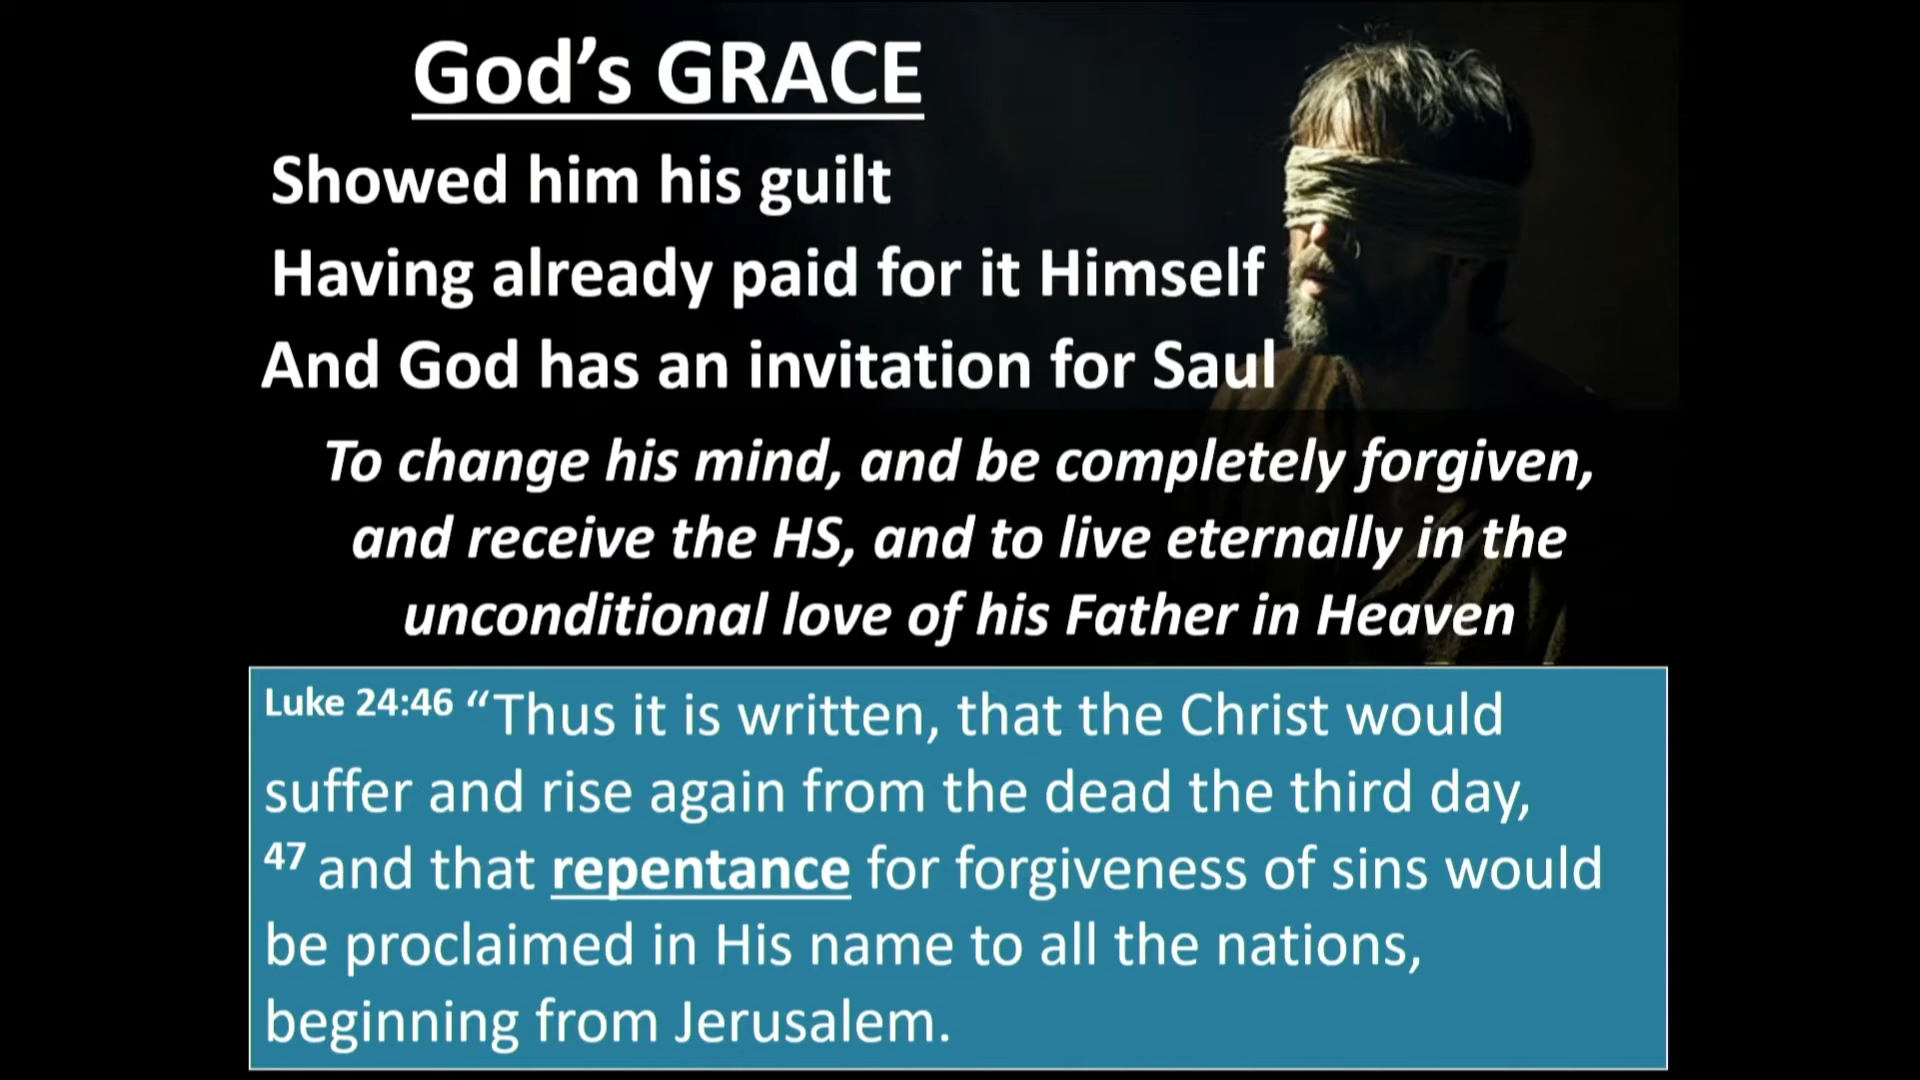 God’s GRACE
Showed him his guilt
Having already paid for it Himself
And God has an invitation for Saul
To change his mind, and be completely forgiven,
and receive the HS, and to live eternally in the
unconditional love of his Father in Heaven
Luke 24:46 “Thus it is written, that the Christ would
suffer and rise again from the dead the third day,
47 and that repentance for forgiveness of sins would
be proclaimed in His name to all the nations,
beginning from Jerusalem.